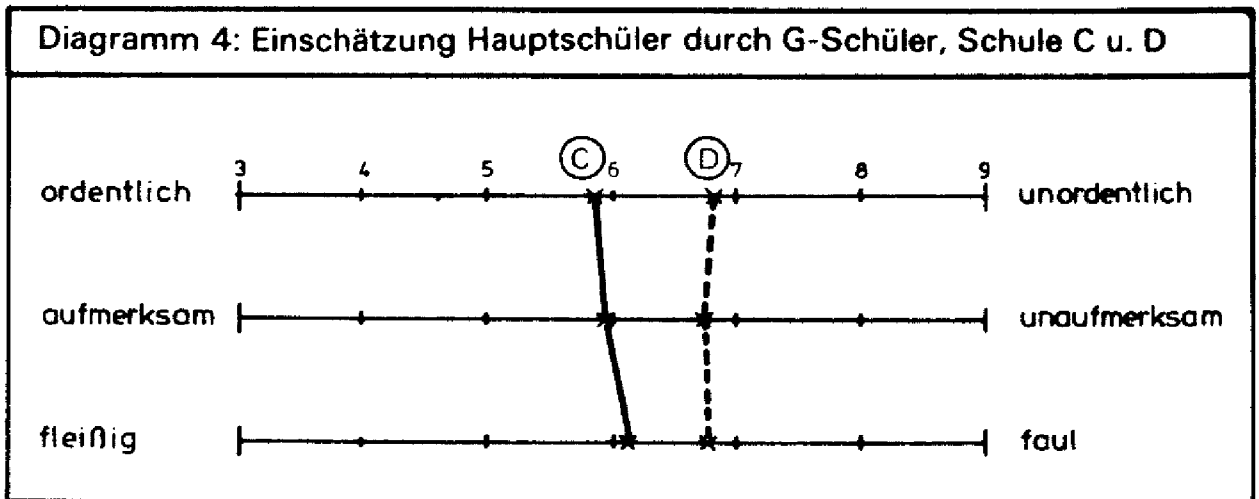 Diagramm 4: Einschätzung Hauptschüler durch G-Schüler, Schule C u. D
C D
3 4 5 6 7 8 9
ordentlich unordentlich
aufmerksam unaufmerksam
fleißig faul